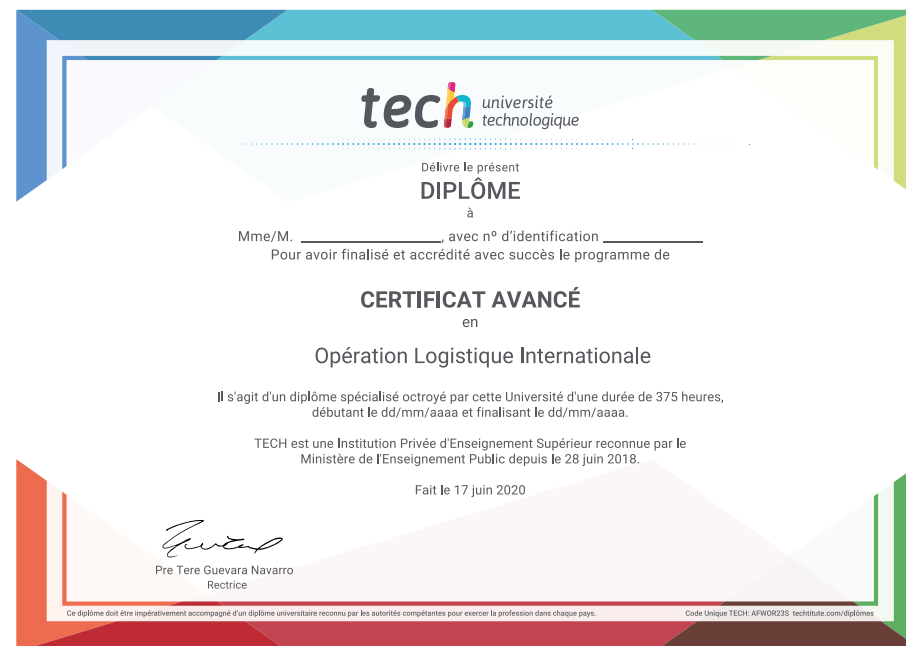 tech université
technologique
Délivre le présent
DIPLÔME
à
Mme/M. ____________________, avec nº d'identification ______________
Pour avoir finalisé et accrédité avec succès le programme de
CERTIFICAT AVANCÉ
en
Opération Logistique Internationale
Il s'agit d'un diplôme spécialisé octroyé par cette Université d'une durée de 375 heures,
débutant le dd/mm/aaaa et finalisant le dd/mm/aaaa.
TECH est une Institution Privée d'Enseignement Supérieur reconnue par le
Ministère de l'Enseignement Public depuis le 28 juin 2018.
Fait le 17 juin 2020
Pre Tere Guevara Navarro
Rectrice
Ce diplôme doit être impérativement accompagné d'un diplôme universitaire reconnu par les autorités compétantes pour exercer la profession dans chaque pays.
Code Unique TECH: AFWOR23S techtitute.com/diplômes